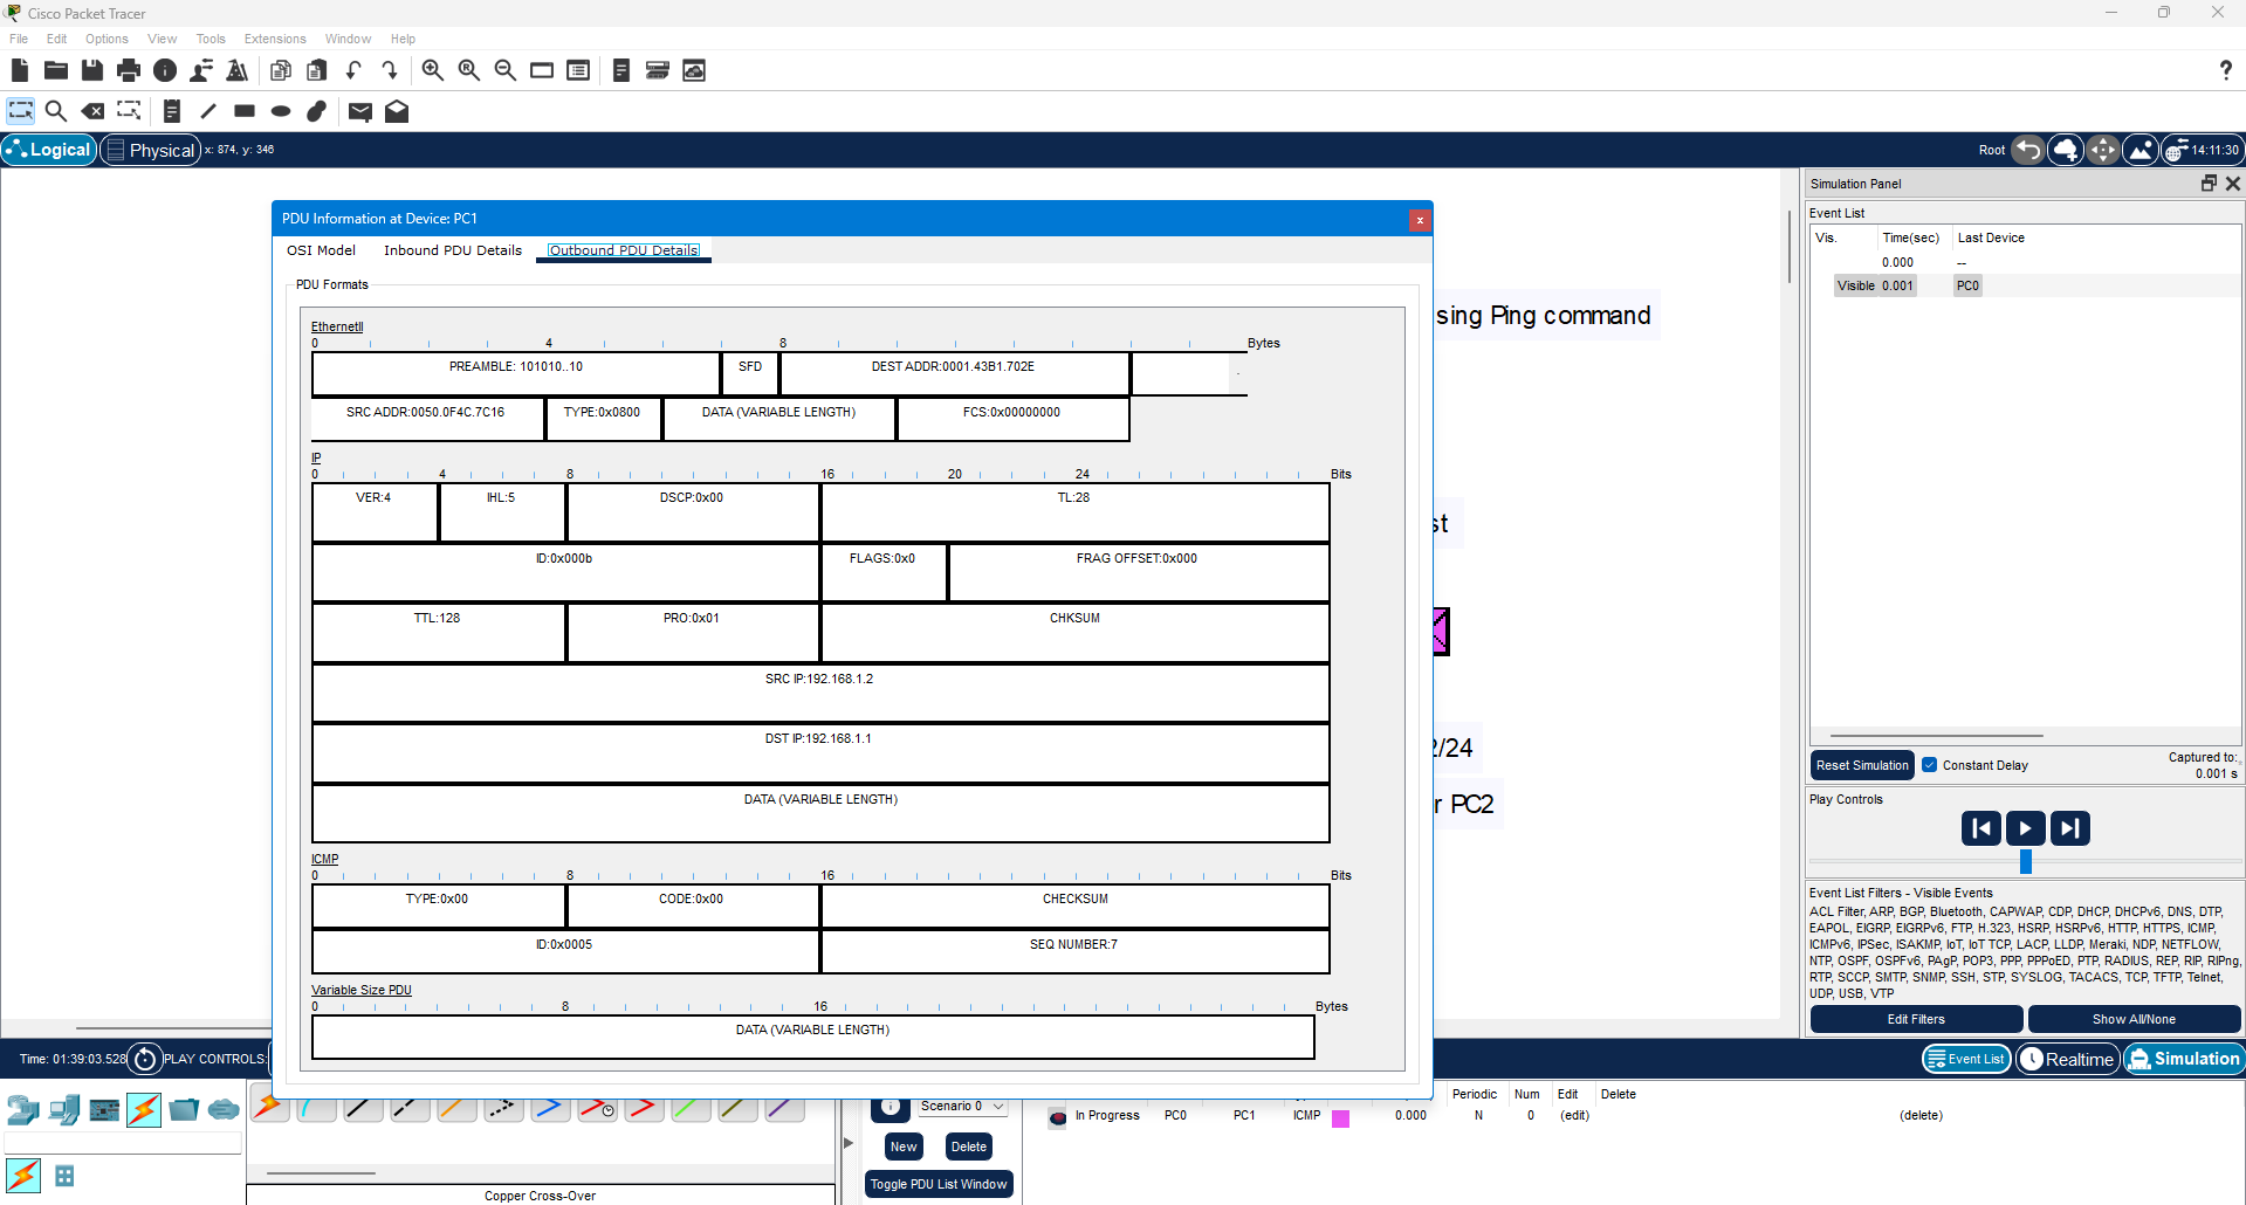 Cisco Packet Tracer
File Edit Options View Tools Extensions Window Help
Logical Physical x: 874, y: 346 Root 14:11:30
PDU Information at Device: PC1
OSI Model Inbound PDU Details Outbound PDU Details
PDU Formats
EthernetII
0 4 8 Bytes
PREAMBLE: 101010..10 SFD DEST ADDR:0001.43B1.702E
SRC ADDR:0050.0F4C.7C16 TYPE:0x0800 DATA (VARIABLE LENGTH) FCS:0x00000000
IP
0 4 8 16 20 24 Bits
VER:4 IHL:5 DSCP:0x00 TL:28
ID:0x000b FLAGS:0x0 FRAG OFFSET:0x000
TTL:128 PRO:0x01 CHKSUM
SRC IP:192.168.1.2
DST IP:192.168.1.1
DATA (VARIABLE LENGTH)
ICMP
0 8 16 Bits
TYPE:0x00 CODE:0x00 CHECKSUM
ID:0x0005 SEQ NUMBER:7
Variable Size PDU
0 8 16 Bytes
DATA (VARIABLE LENGTH)
sing Ping command
st
2/24
r PC2
Simulation Panel
Event List
Vis. Time(sec) Last Device
0.000 --
Visible 0.001 PC0
Reset Simulation Constant Delay Captured to:
0.001 s
Play Controls
Event List Filters - Visible Events
ACL Filter, ARP, BGP, Bluetooth, CAPWAP, CDP, DHCP, DHCPv6, DNS, DTP,
EAPOL, EIGRP, EIGRPv6, FTP, H.323, HSRP, HSRPv6, HTTP, HTTPS, ICMP,
ICMPv6, IPSec, ISAKMP, IoT, IoT TCP, LACP, LLDP, Meraki, NDP, NETFLOW,
NTP, OSPF, OSPFv6, PAgP, POP3, PPP, PPPoED, PTP, RADIUS, REP, RIP, RIPng,
RTP, SCCP, SMTP, SNMP, SSH, STP, SYSLOG, TACACS, TCP, TFTP, Telnet,
UDP, USB, VTP
Edit Filters Show All/None
Time: 01:39:03.528 PLAY CONTROLS: Event List Realtime Simulation
Scenario 0
New Delete
Toggle PDU List Window
Periodic Num Edit Delete
In Progress PC0 PC1 ICMP 0.000 N 0 (edit) (delete)
Copper Cross-Over